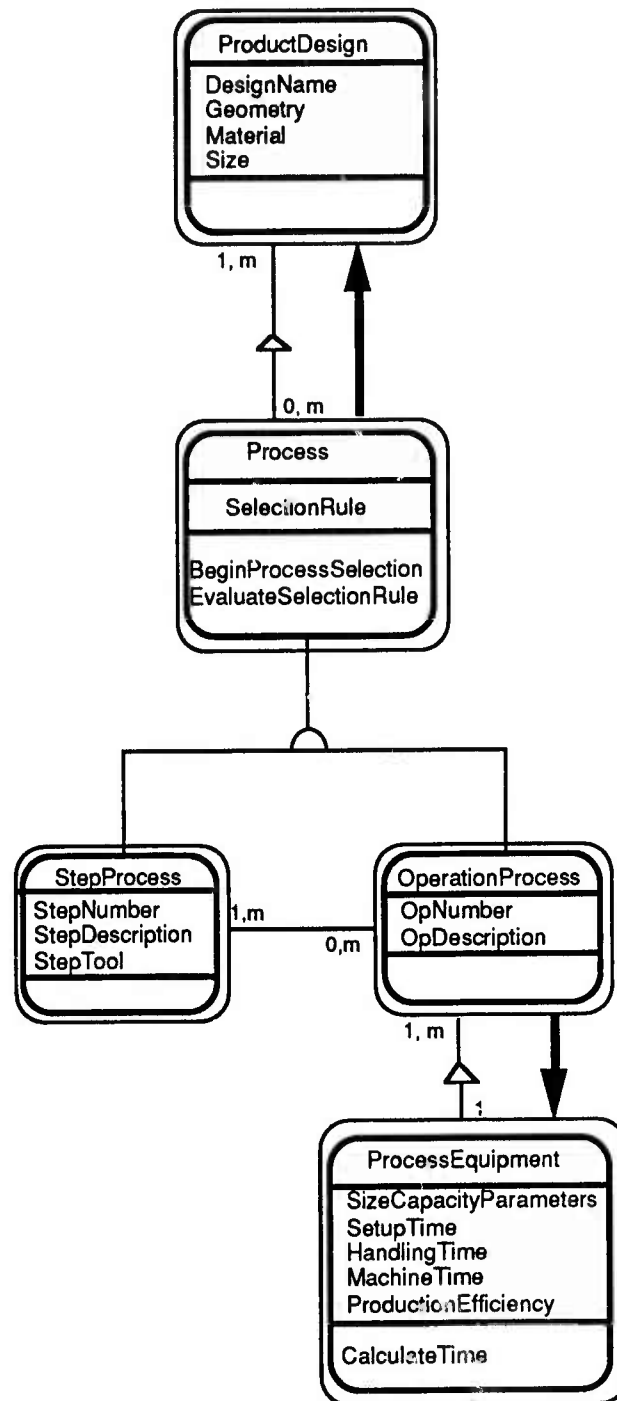 ProductDesign
DesignName
Geometry
Material
Size
1, m
0, m
Process
SelectionRule
BeginProcessSelection
EvaluateSelectionRule
StepProcess
StepNumber
StepDescription
StepTool
1,m
0,m
OperationProcess
OpNumber
OpDescription
1, m
1
ProcessEquipment
SizeCapacityParameters
SetupTime
HandlingTime
MachineTime
ProductionEfficiency
CalculateTime